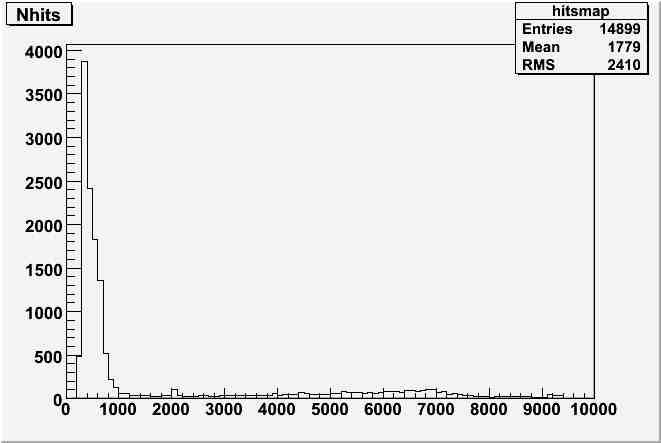 Nhits
hitsmap
Entries 14899
Mean 1779
RMS 2410
4000
3500
3000
2500
2000
1500
1000
500
0
0 1000 2000 3000 4000 5000 6000 7000 8000 9000 10000